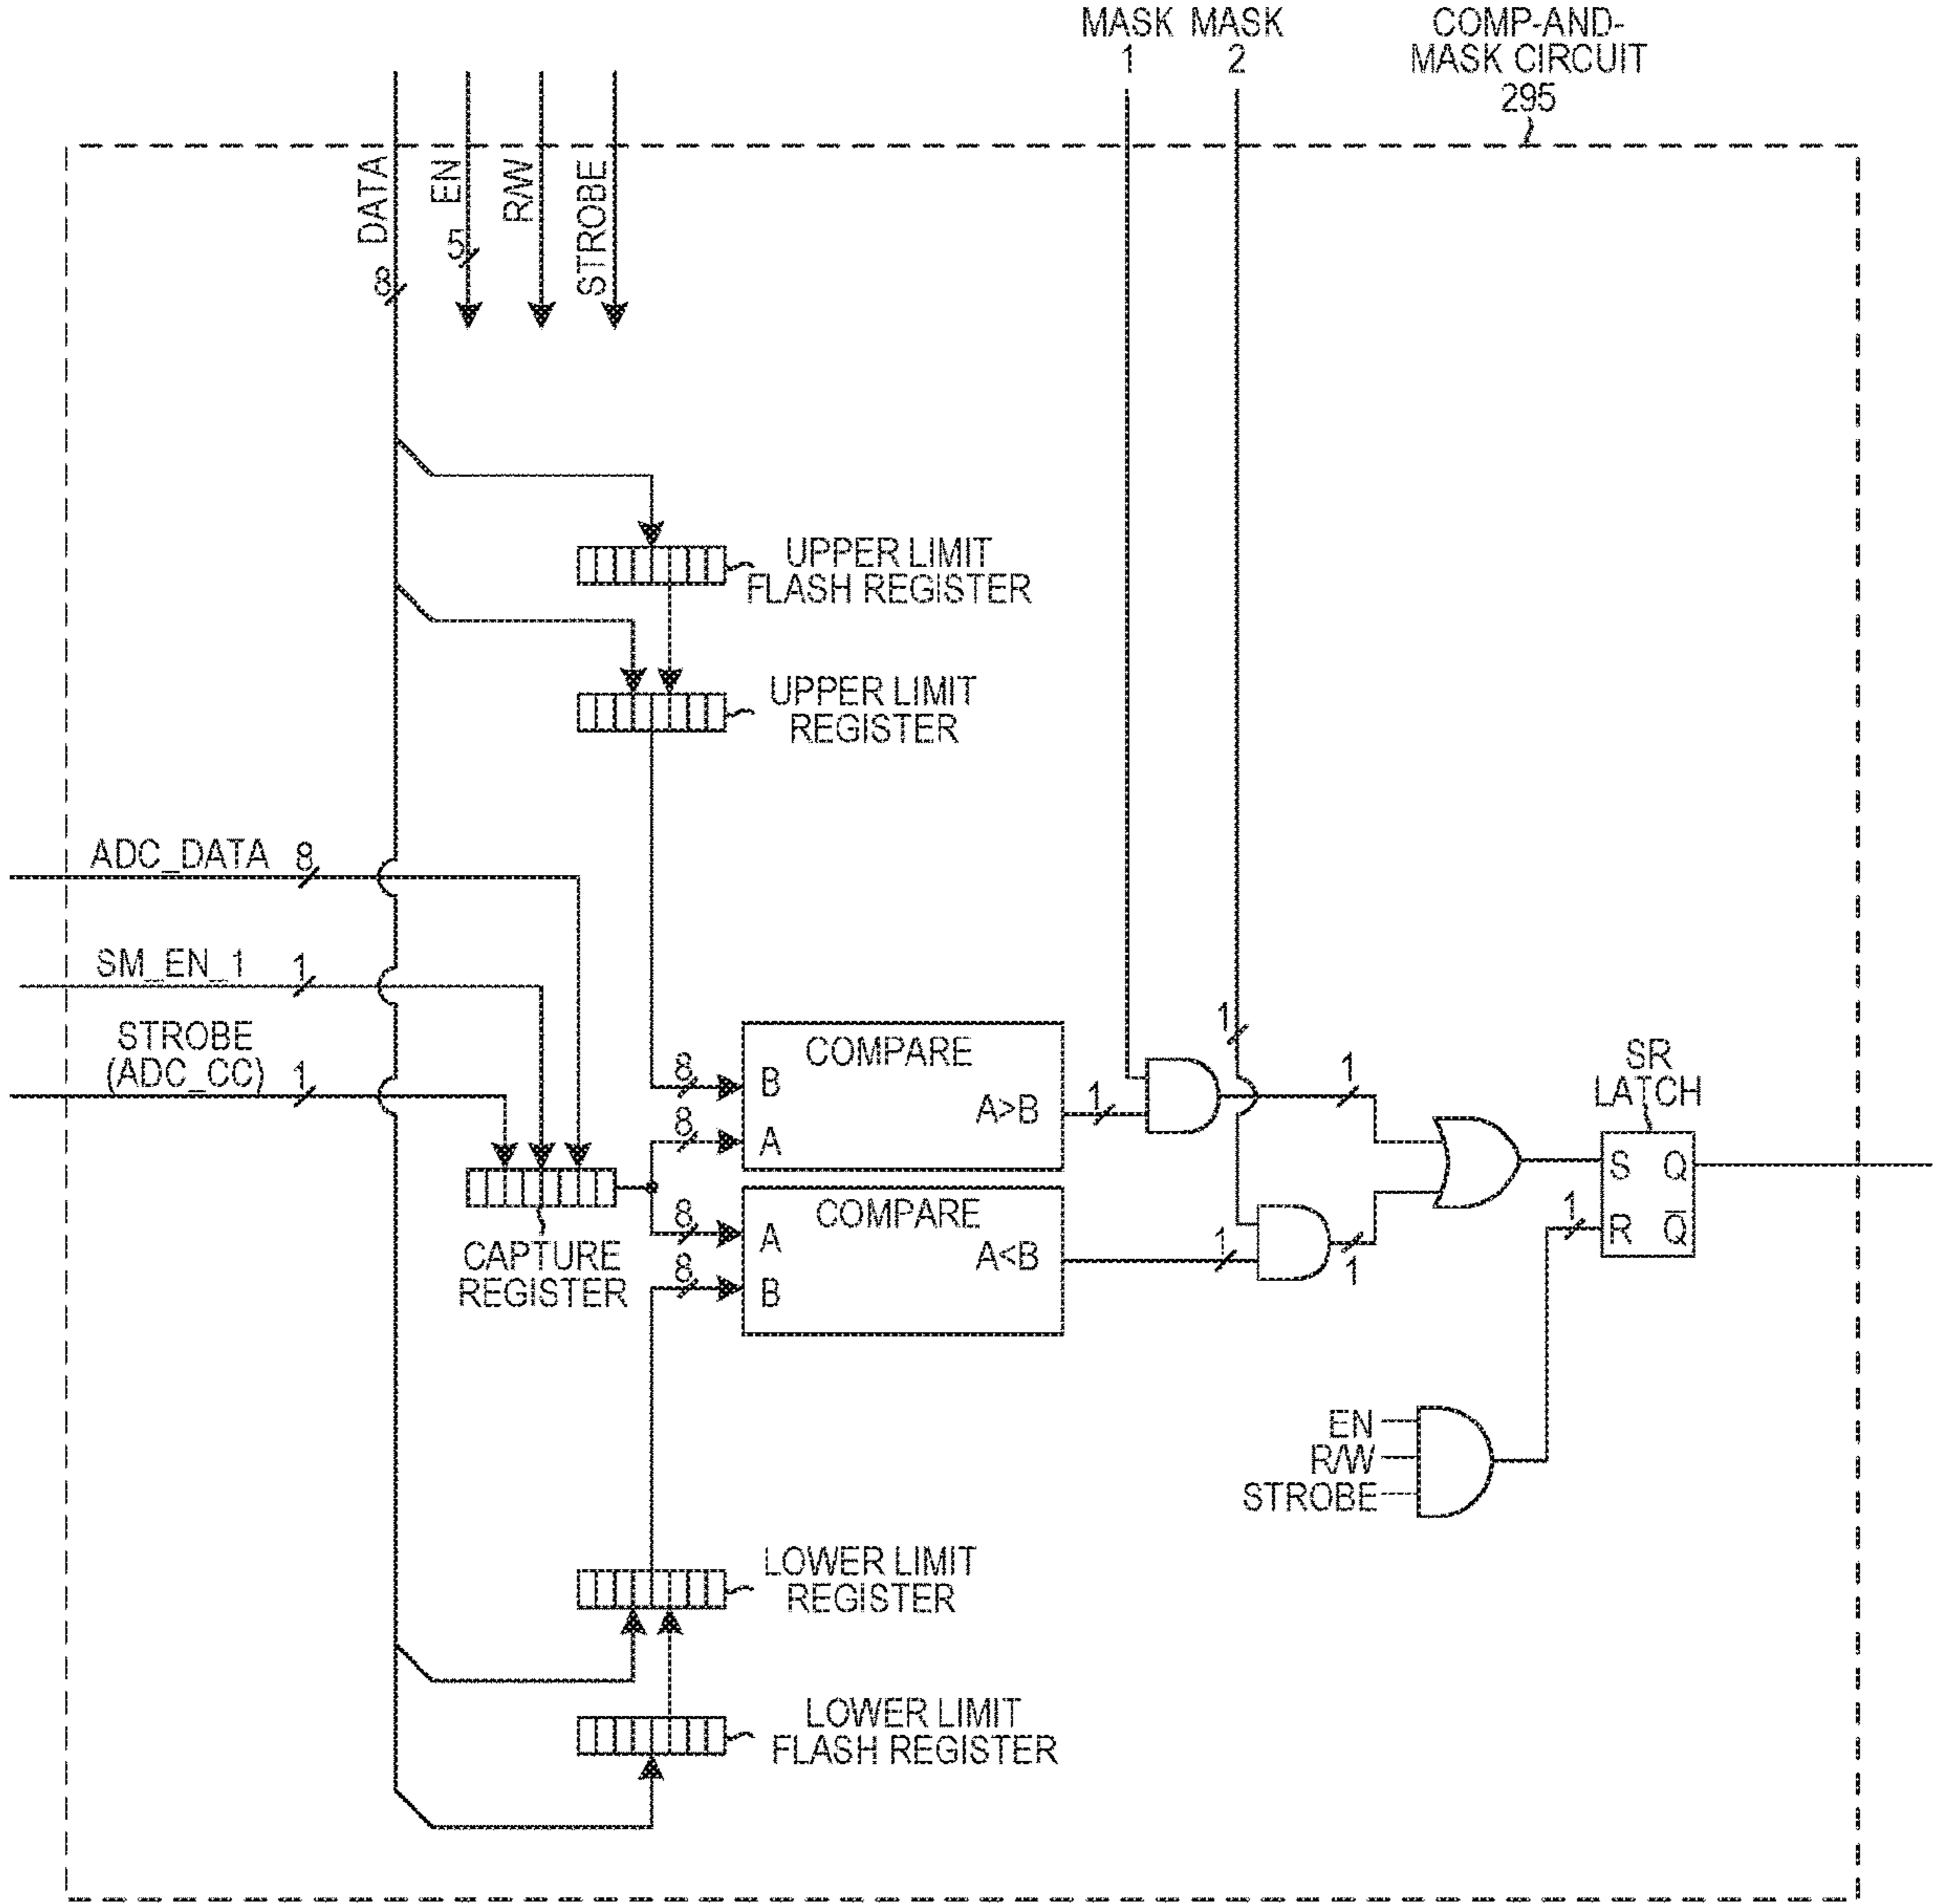 MASK 1
MASK 2
COMP-AND-
MASK CIRCUIT
295
DATA
8
EN
5
R/W
STROBE
UPPER LIMIT
FLASH REGISTER
UPPER LIMIT
REGISTER
ADC_DATA 8
SM_EN_1 1
STROBE
(ADC_CC) 1
CAPTURE
REGISTER
8
8
COMPARE
B
A
A>B
1
8
8
COMPARE
A
B
A<B
1
1
1
1
SR
LATCH
S Q
R Q̅
1
EN
R/W
STROBE
LOWER LIMIT
REGISTER
LOWER LIMIT
FLASH REGISTER